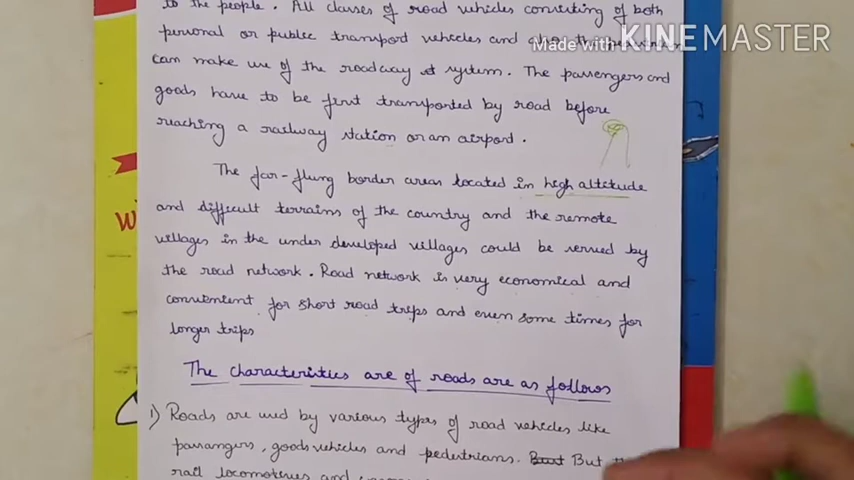 to the people. All classes of road vehicles consisting of both
personal or public transport vehicles and also the
Made with KINEMASTER
can make use of the roadway system. The passengers and
goods have to be first transported by road before
reaching a railway station or an airport.
The far-flung border areas located in high altitude
and difficult terrains of the country and the remote
villages in the under developed villages could be served by
the road network. Road network is very economical and
convenient for short road trips and even some times for
longer trips
The characteristics are of roads are as follows
i) Roads are used by various types of road vehicles like
passangers, goods vehicles and pedestrians. But
rail locomotives and